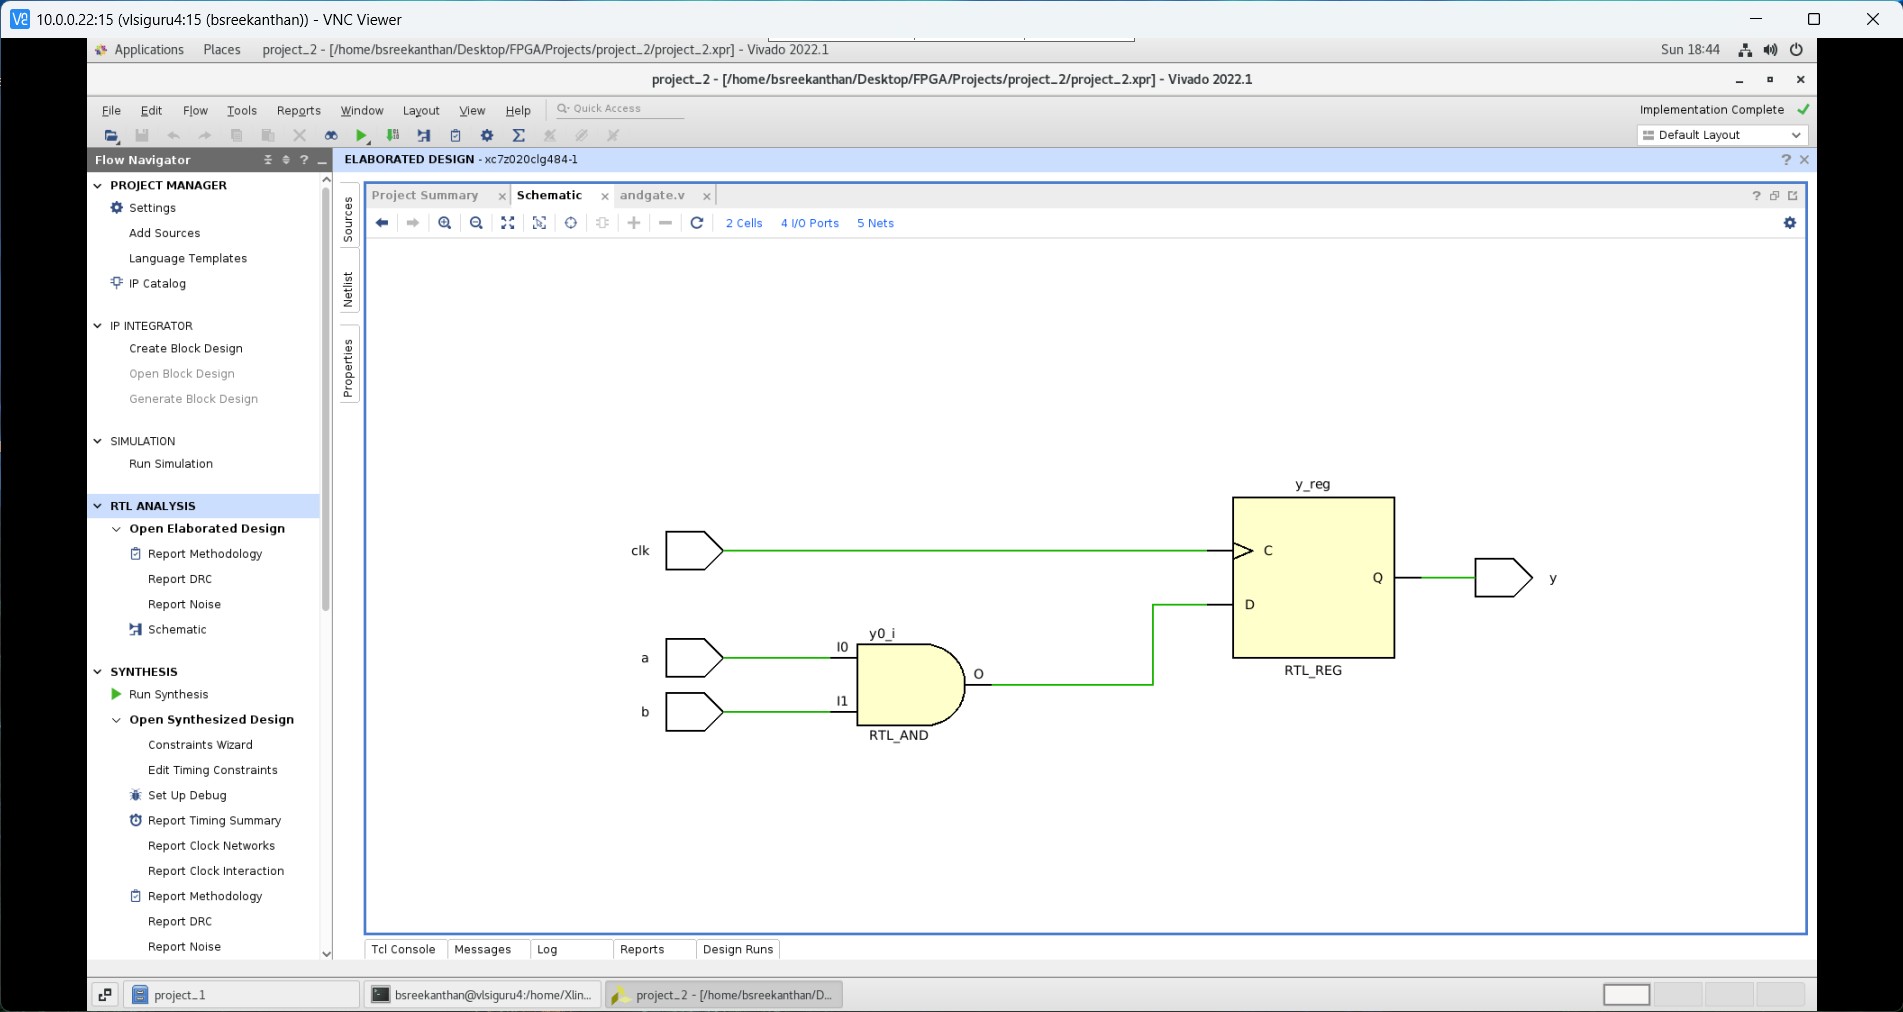 10.0.0.22:15 (vlsiguru4:15 (bsreekanthan)) - VNC Viewer
Applications Places project_2 - [/home/bsreekanthan/Desktop/FPGA/Projects/project_2/project_2.xpr] - Vivado 2022.1 Sun 18:44
project_2 - [/home/bsreekanthan/Desktop/FPGA/Projects/project_2/project_2.xpr] - Vivado 2022.1
File Edit Flow Tools Reports Window Layout View Help Quick Access Implementation Complete
Default Layout
Flow Navigator
ELABORATED DESIGN - xc7z020clg484-1
PROJECT MANAGER
Settings
Add Sources
Language Templates
IP Catalog
IP INTEGRATOR
Create Block Design
Open Block Design
Generate Block Design
SIMULATION
Run Simulation
RTL ANALYSIS
Open Elaborated Design
Report Methodology
Report DRC
Report Noise
Schematic
SYNTHESIS
Run Synthesis
Open Synthesized Design
Constraints Wizard
Edit Timing Constraints
Set Up Debug
Report Timing Summary
Report Clock Networks
Report Clock Interaction
Report Methodology
Report DRC
Report Noise
Sources
Netlist
Properties
Project Summary Schematic andgate.v
2 Cells 4 I/O Ports 5 Nets
y_reg
clk C
Q y
D
RTL_REG
y0_i
a I0
O
b I1
RTL_AND
Tcl Console Messages Log Reports Design Runs
project_1 bsreekanthan@vlsiguru4:/home/Xlin... project_2 - [/home/bsreekanthan/D...